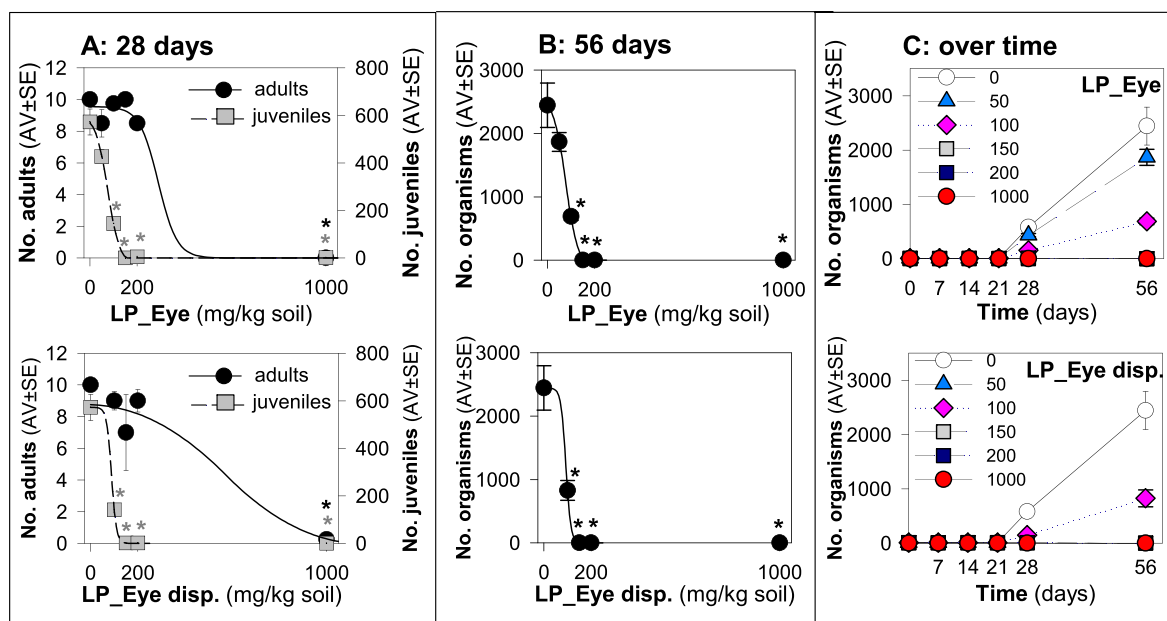 A: 28 days
No. adults (AV±SE)
12
10
8
6
4
2
0
adults
juveniles
800
600
400
200
0
No. juveniles (AV±SE)
* * * * *
0 200 1000
LP_Eye (mg/kg soil)
No. adults (AV±SE)
12
10
8
6
4
2
0
adults
juveniles
800
600
400
200
0
No. juveniles (AV±SE)
* * * * *
0 200 1000
LP_Eye disp. (mg/kg soil)
B: 56 days
No. organisms (AV±SE)
3000
2000
1000
0
* * * *
0 200 1000
LP_Eye (mg/kg soil)
No. organisms (AV±SE)
3000
2000
1000
0
* * * *
0 200 1000
LP_Eye disp. (mg/kg soil)
C: over time
No. organisms (AV±SE)
3000
2000
1000
0
0
50
100
150
200
1000
LP_Eye
0 7 14 21 28 56
Time (days)
No. organisms (AV±SE)
3000
2000
1000
0
0
50
100
150
200
1000
LP_Eye disp.
7 14 21 28 56
Time (days)